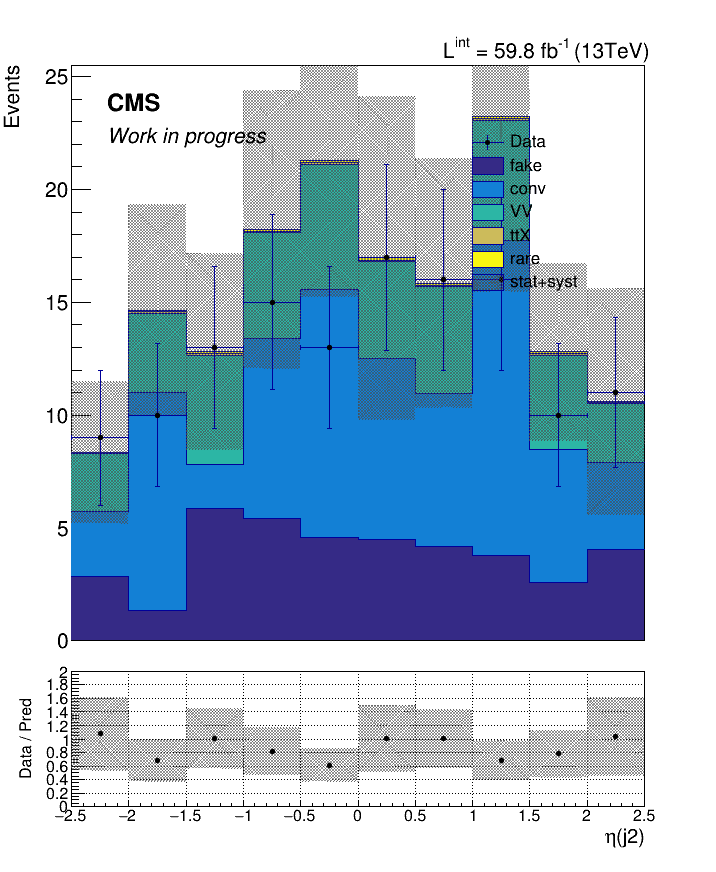 L^int = 59.8 fb^-1 (13TeV)
Events
CMS
Work in progress
Data
fake
conv
VV
ttX
rare
stat+syst
25
20
15
10
5
0
Data / Pred
2
1.8
1.6
1.4
1.2
1
0.8
0.6
0.4
0.2
0
−2.5 −2 −1.5 −1 −0.5 0 0.5 1 1.5 2 2.5
η(j2)